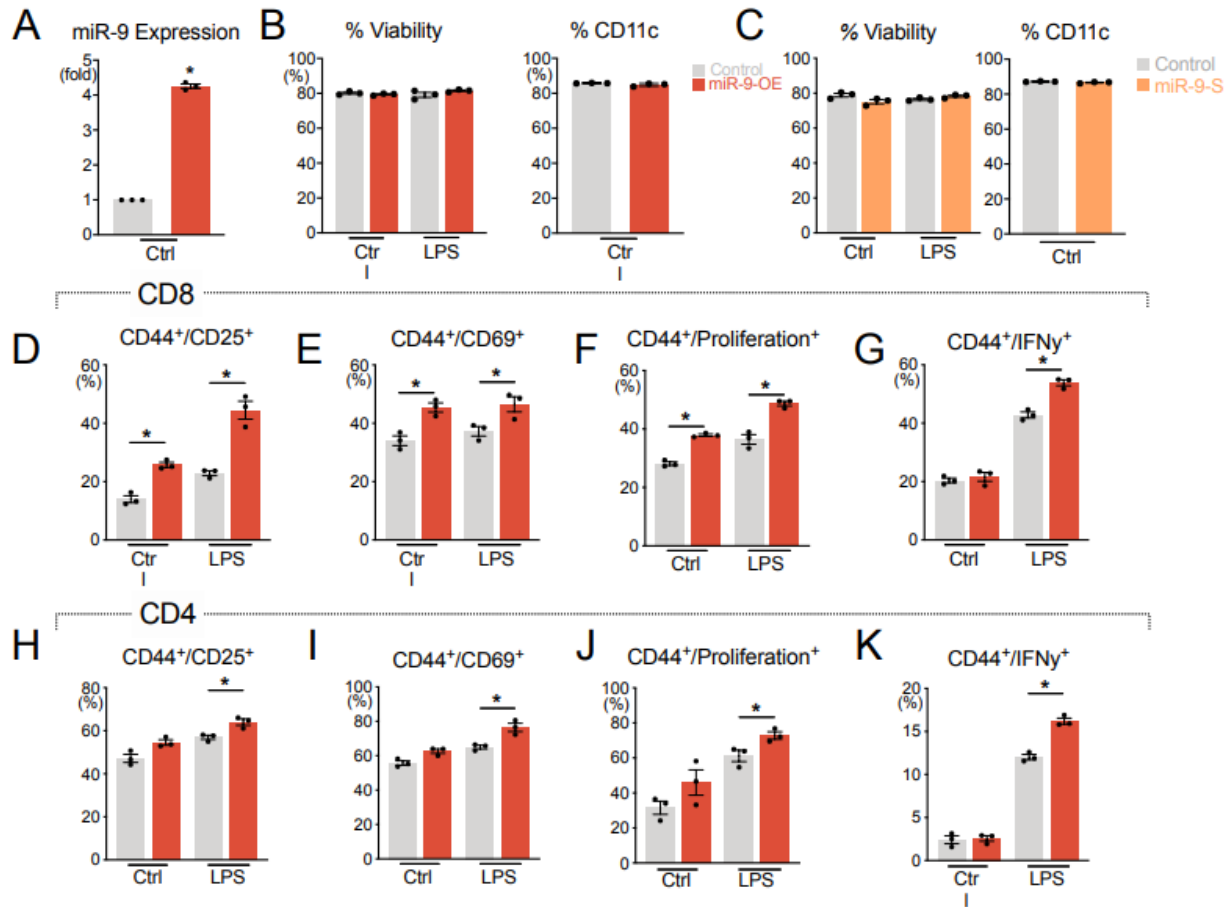 A
miR-9 Expression
(fold)
5
4
3
2
1
0
*
Ctrl
B
% Viability
(%)
100
80
60
40
20
0
Ctr
l
LPS
% CD11c
(%)
100
80
60
40
20
0
Ctr
l
Control
miR-9-OE
C
% Viability
100
80
60
40
20
0
Ctrl
LPS
% CD11c
100
80
60
40
20
0
Ctrl
Control
miR-9-S
CD8
D
CD44+/CD25+
60
(%)
40
20
0
*
*
Ctr
l
LPS
E
CD44+/CD69+
60
(%)
40
20
0
*
*
Ctr
l
LPS
F
CD44+/Proliferation+
60
(%)
40
20
0
*
*
Ctrl
LPS
G
CD44+/IFNy+
60
(%)
40
20
0
*
Ctrl
LPS
CD4
H
CD44+/CD25+
80
(%)
60
40
20
0
*
Ctrl
LPS
I
CD44+/CD69+
100
(%)
80
60
40
20
0
*
Ctrl
LPS
J
CD44+/Proliferation+
100
(%)
80
60
40
20
0
*
Ctrl
LPS
K
CD44+/IFNy+
20
(%)
15
10
5
0
*
Ctr
l
LPS